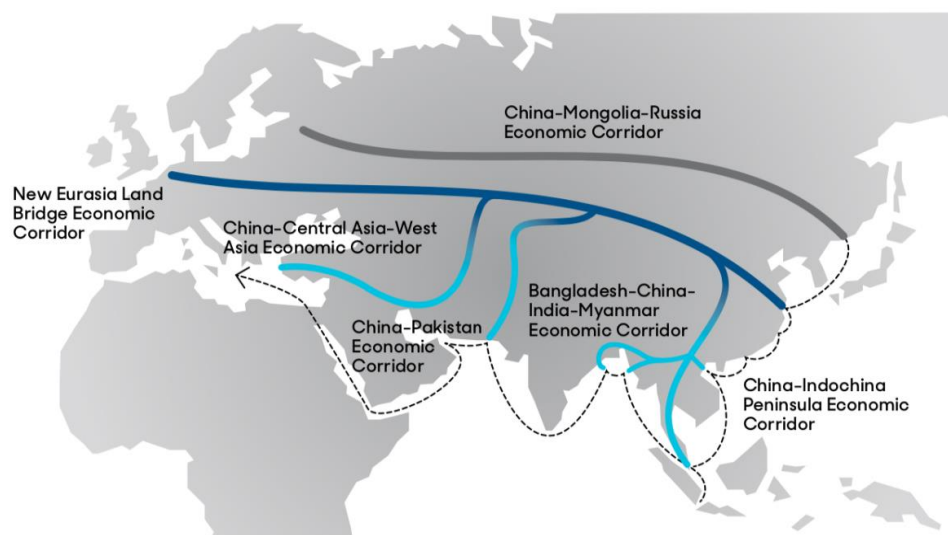 China-Mongolia-Russia
Economic Corridor
New Eurasia Land
Bridge Economic
Corridor
China-Central Asia-West
Asia Economic Corridor
Bangladesh-China-
India-Myanmar
Economic Corridor
China-Pakistan
Economic
Corridor
China-Indochina
Peninsula Economic
Corridor